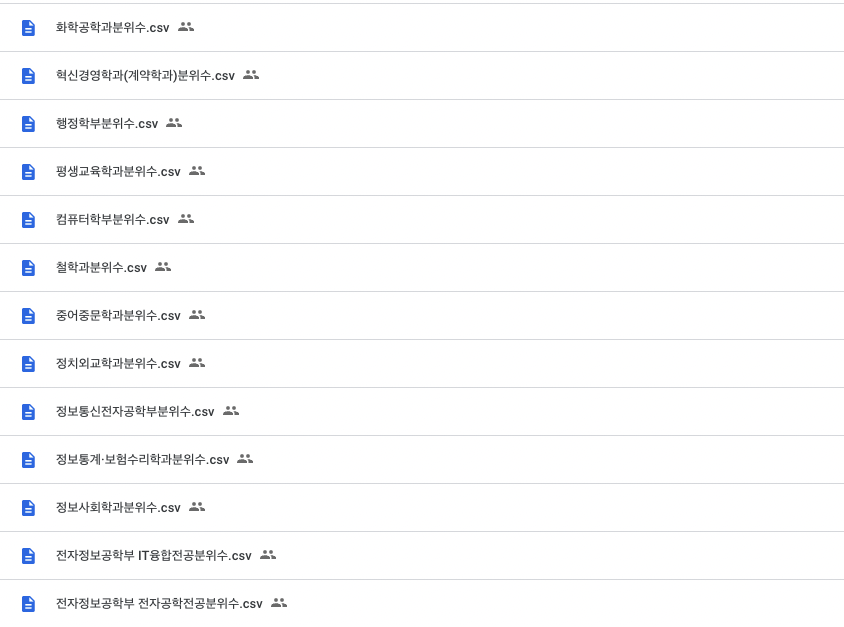 화학공학과분위수.csv
혁신경영학과(계약학과)분위수.csv
행정학부분위수.csv
평생교육학과분위수.csv
컴퓨터학부분위수.csv
철학과분위수.csv
중어중문학과분위수.csv
정치외교학과분위수.csv
정보통신전자공학부분위수.csv
정보통계·보험수리학과분위수.csv
정보사회학과분위수.csv
전자정보공학부 IT융합전공분위수.csv
전자정보공학부 전자공학전공분위수.csv